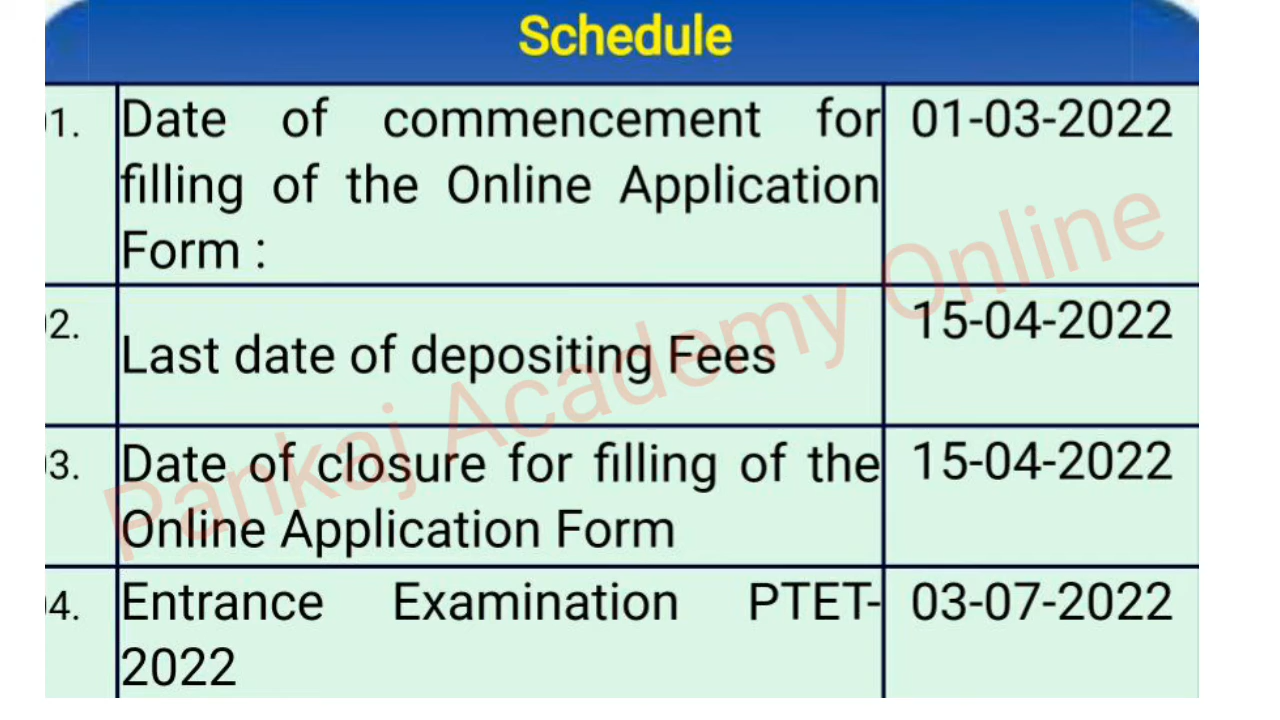 Schedule
1. Date of commencement for 01-03-2022
filling of the Online Application
Form :
2. Last date of depositing Fees 15-04-2022
3. Date of closure for filling of the 15-04-2022
Online Application Form
4. Entrance Examination PTET- 03-07-2022
2022
Pankaj Academy Online